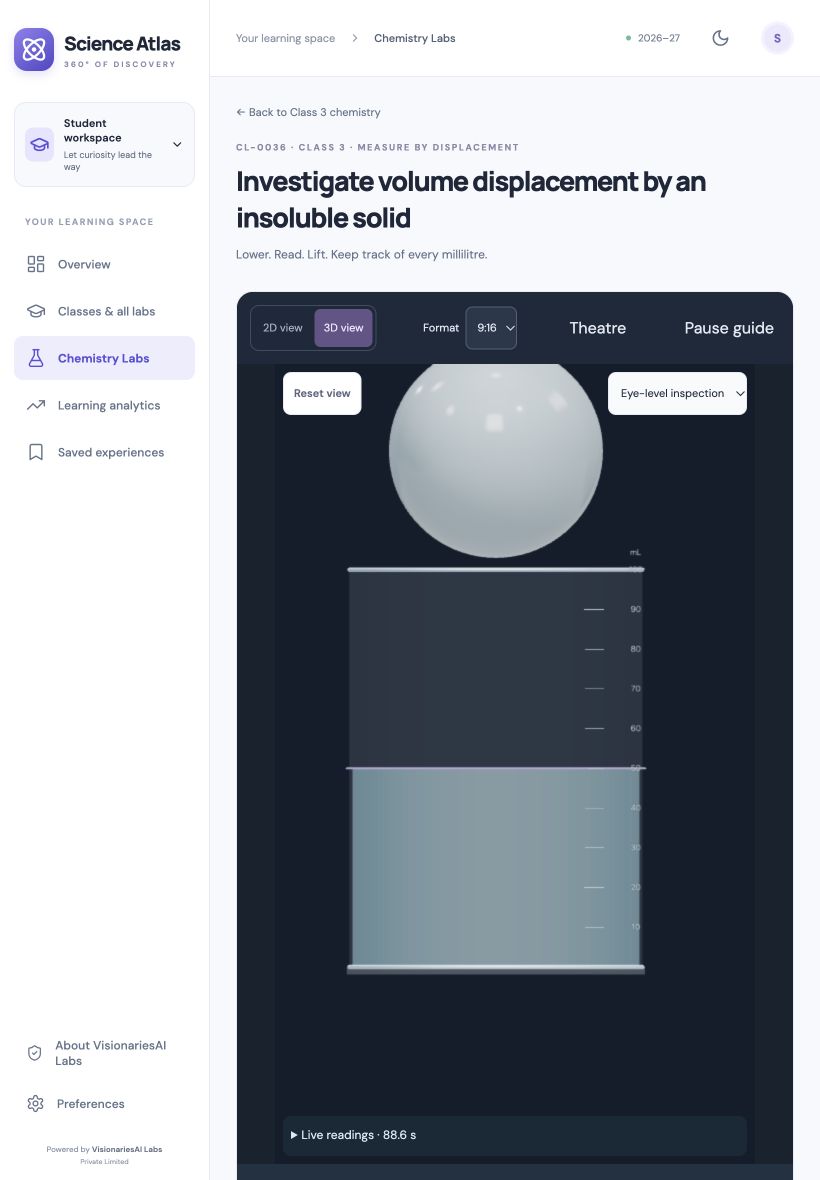 Science Atlas
360° OF DISCOVERY
Student
workspace
Let curiosity lead the
way
YOUR LEARNING SPACE
Overview
Classes & all labs
Chemistry Labs
Learning analytics
Saved experiences
About VisionariesAI
Labs
Preferences
Powered by VisionariesAI Labs
Private Limited
Your learning space
Chemistry Labs
2026–27
S
← Back to Class 3 chemistry
CL-0036 · CLASS 3 · MEASURE BY DISPLACEMENT
Investigate volume displacement by an
insoluble solid
Lower. Read. Lift. Keep track of every millilitre.
2D view
3D view
Format
9:16
Theatre
Pause guide
Reset view
Eye-level inspection
mL
90
80
70
60
50
40
30
20
10
Live readings · 88.6 s